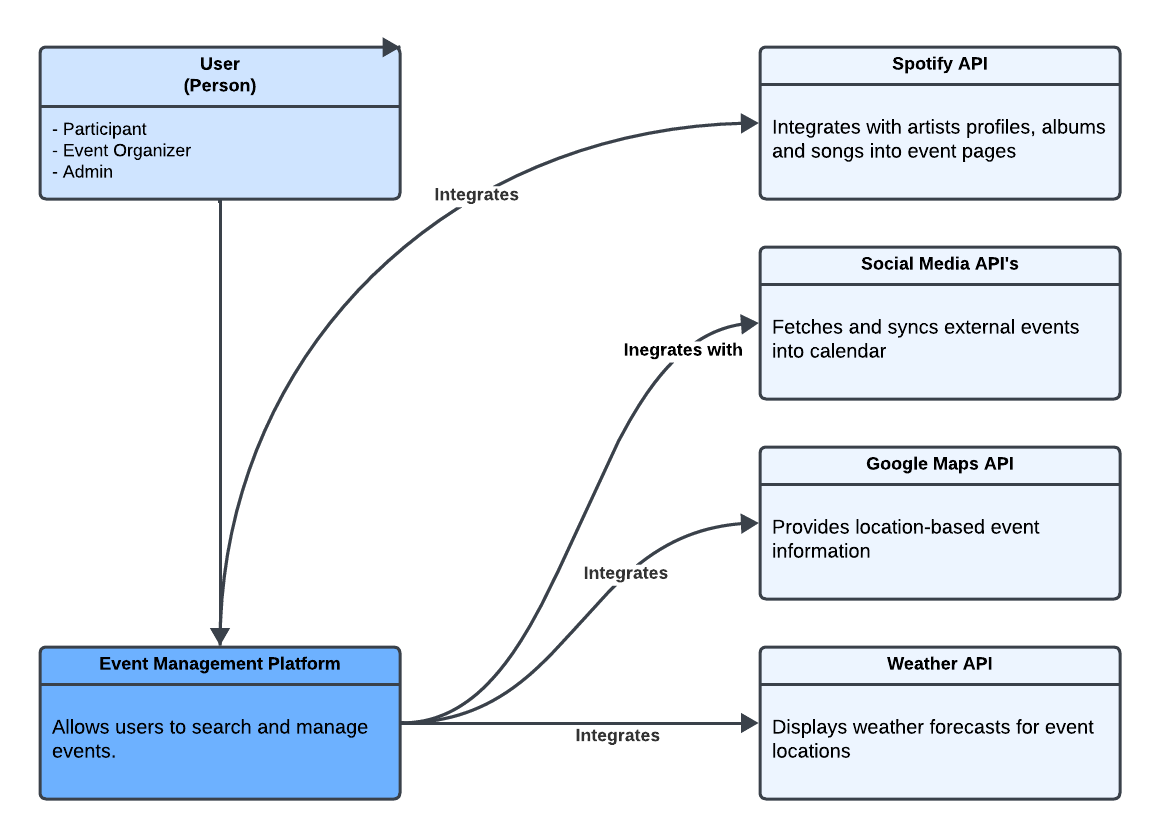 User
(Person)
- Participant
- Event Organizer
- Admin
Spotify API
Integrates with artists profiles, albums
and songs into event pages
Integrates
Social Media API's
Fetches and syncs external events
into calendar
Inegrates with
Google Maps API
Provides location-based event
information
Integrates
Event Management Platform
Allows users to search and manage
events.
Integrates
Weather API
Displays weather forecasts for event
locations